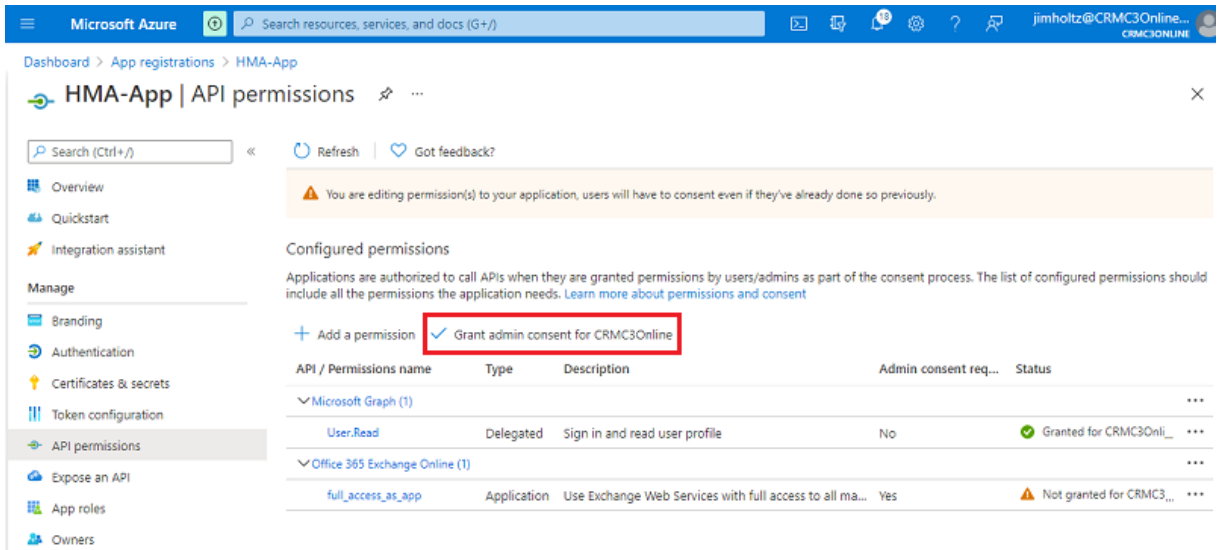 Microsoft Azure
Search resources, services, and docs (G+/)
18
jimholtz@CRMC3Online...
CRMC3ONLINE
Dashboard > App registrations > HMA-App
HMA-App | API permissions
Search (Ctrl+/)
Refresh
Got feedback?
Overview
Quickstart
Integration assistant
Manage
Branding
Authentication
Certificates & secrets
Token configuration
API permissions
Expose an API
App roles
Owners
You are editing permission(s) to your application, users will have to consent even if they've already done so previously.
Configured permissions
Applications are authorized to call APIs when they are granted permissions by users/admins as part of the consent process. The list of configured permissions should
include all the permissions the application needs. Learn more about permissions and consent
Add a permission
Grant admin consent for CRMC3Online
API / Permissions name Type Description Admin consent req... Status
Microsoft Graph (1)
User.Read Delegated Sign in and read user profile No Granted for CRMC3Onli...
Office 365 Exchange Online (1)
full_access_as_app Application Use Exchange Web Services with full access to all ma... Yes Not granted for CRMC3...